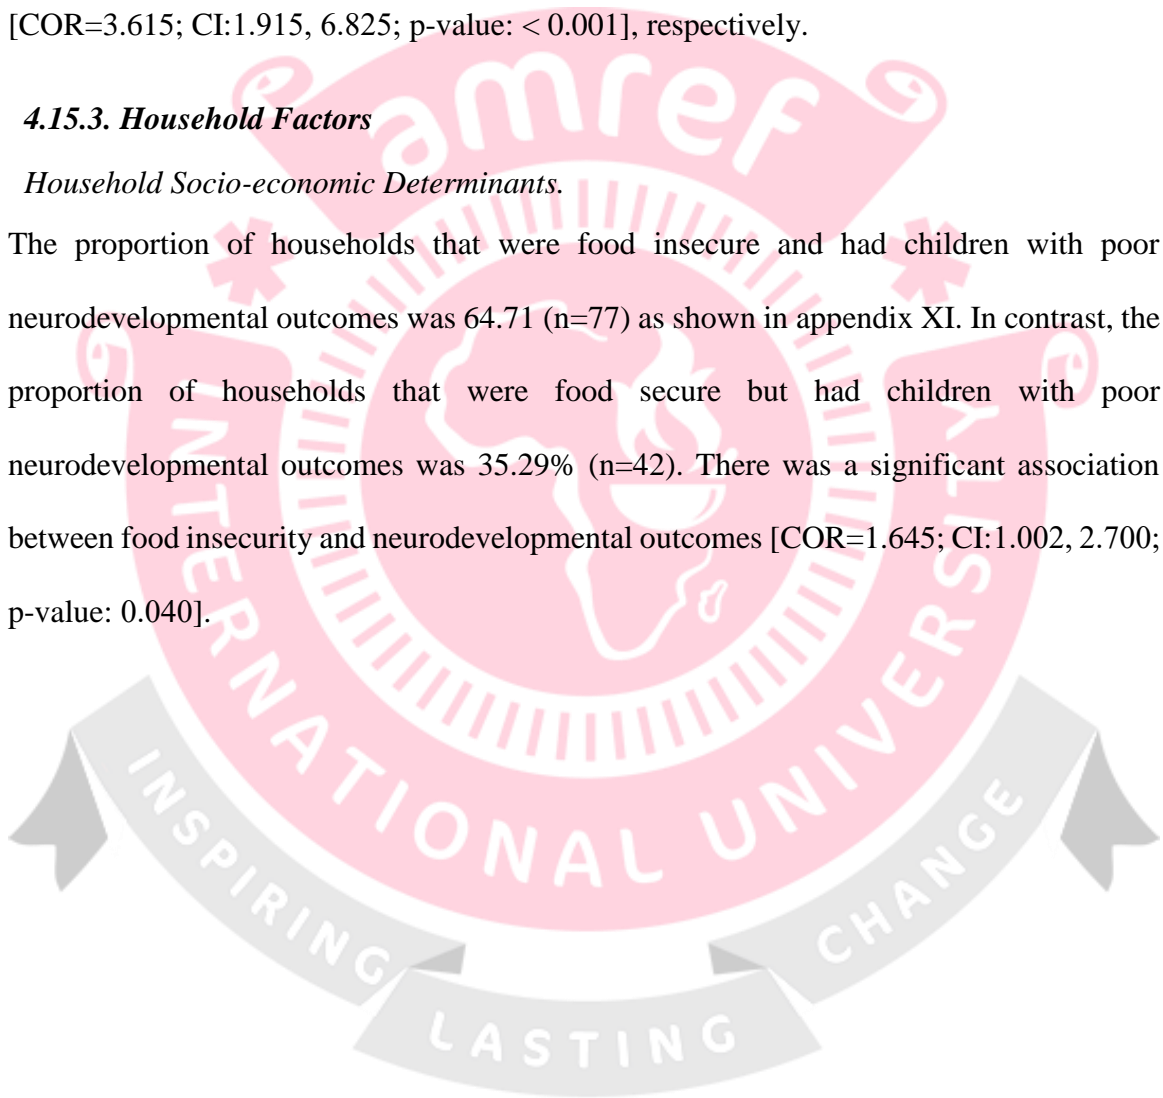 [COR=3.615; CI:1.915, 6.825; p-value: < 0.001], respectively.
amref
4.15.3. Household Factors
Household Socio-economic Determinants.
The proportion of households that were food insecure and had children with poor
neurodevelopmental outcomes was 64.71 (n=77) as shown in appendix XI. In contrast, the
proportion of households that were food secure but had children with poor
neurodevelopmental outcomes was 35.29% (n=42). There was a significant association
between food insecurity and neurodevelopmental outcomes [COR=1.645; CI:1.002, 2.700;
p-value: 0.040].
INTERNATIONAL UNIVERSITY
INSPIRING LASTING CHANGE